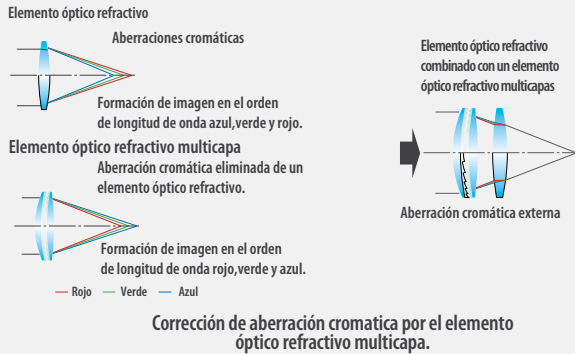 Elemento óptico refractivo
Aberraciones cromáticas
Formación de imagen en el orden
de longitud de onda azul,verde y rojo.
Elemento óptico refractivo multicapa
Aberración cromática eliminada de un
elemento óptico refractivo.
Formación de imagen en el orden
de longitud de onda rojo,verde y azul.
Rojo Verde Azul
Elemento óptico refractivo
combinado con un elemento
óptico refractivo multicapas
Aberración cromática externa
Corrección de aberración cromatica por el elemento
óptico refractivo multicapa.